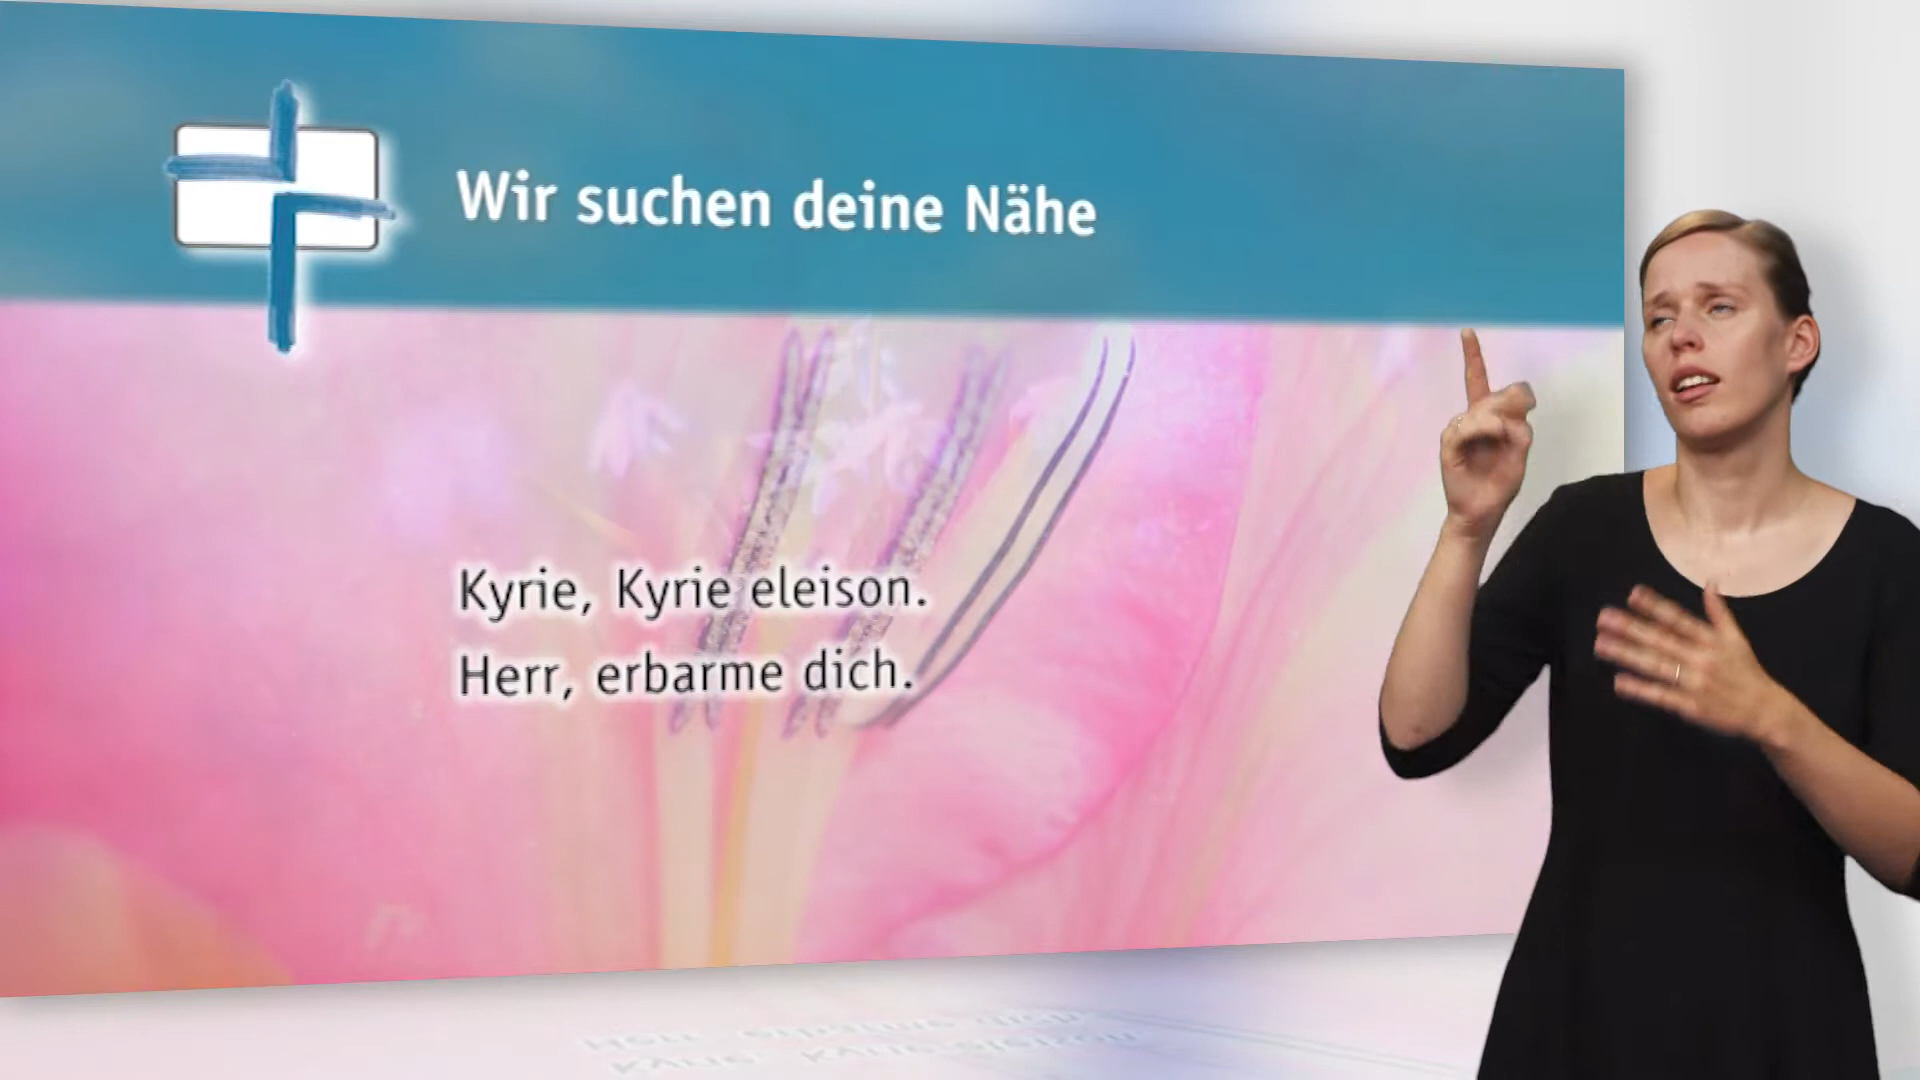 Wir suchen deine Nähe
Kyrie, Kyrie eleison.
Herr, erbarme dich.